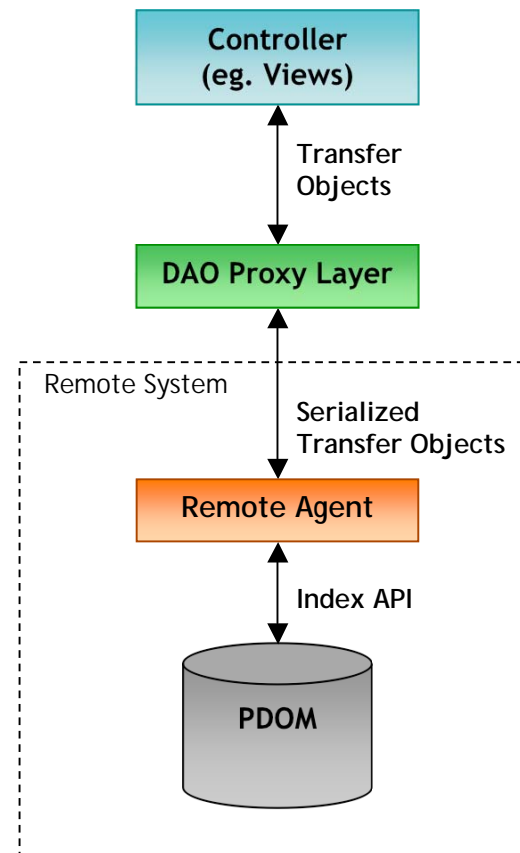 Controller
(eg. Views)
Transfer
Objects
DAO Proxy Layer
Remote System
Serialized
Transfer Objects
Remote Agent
Index API
PDOM